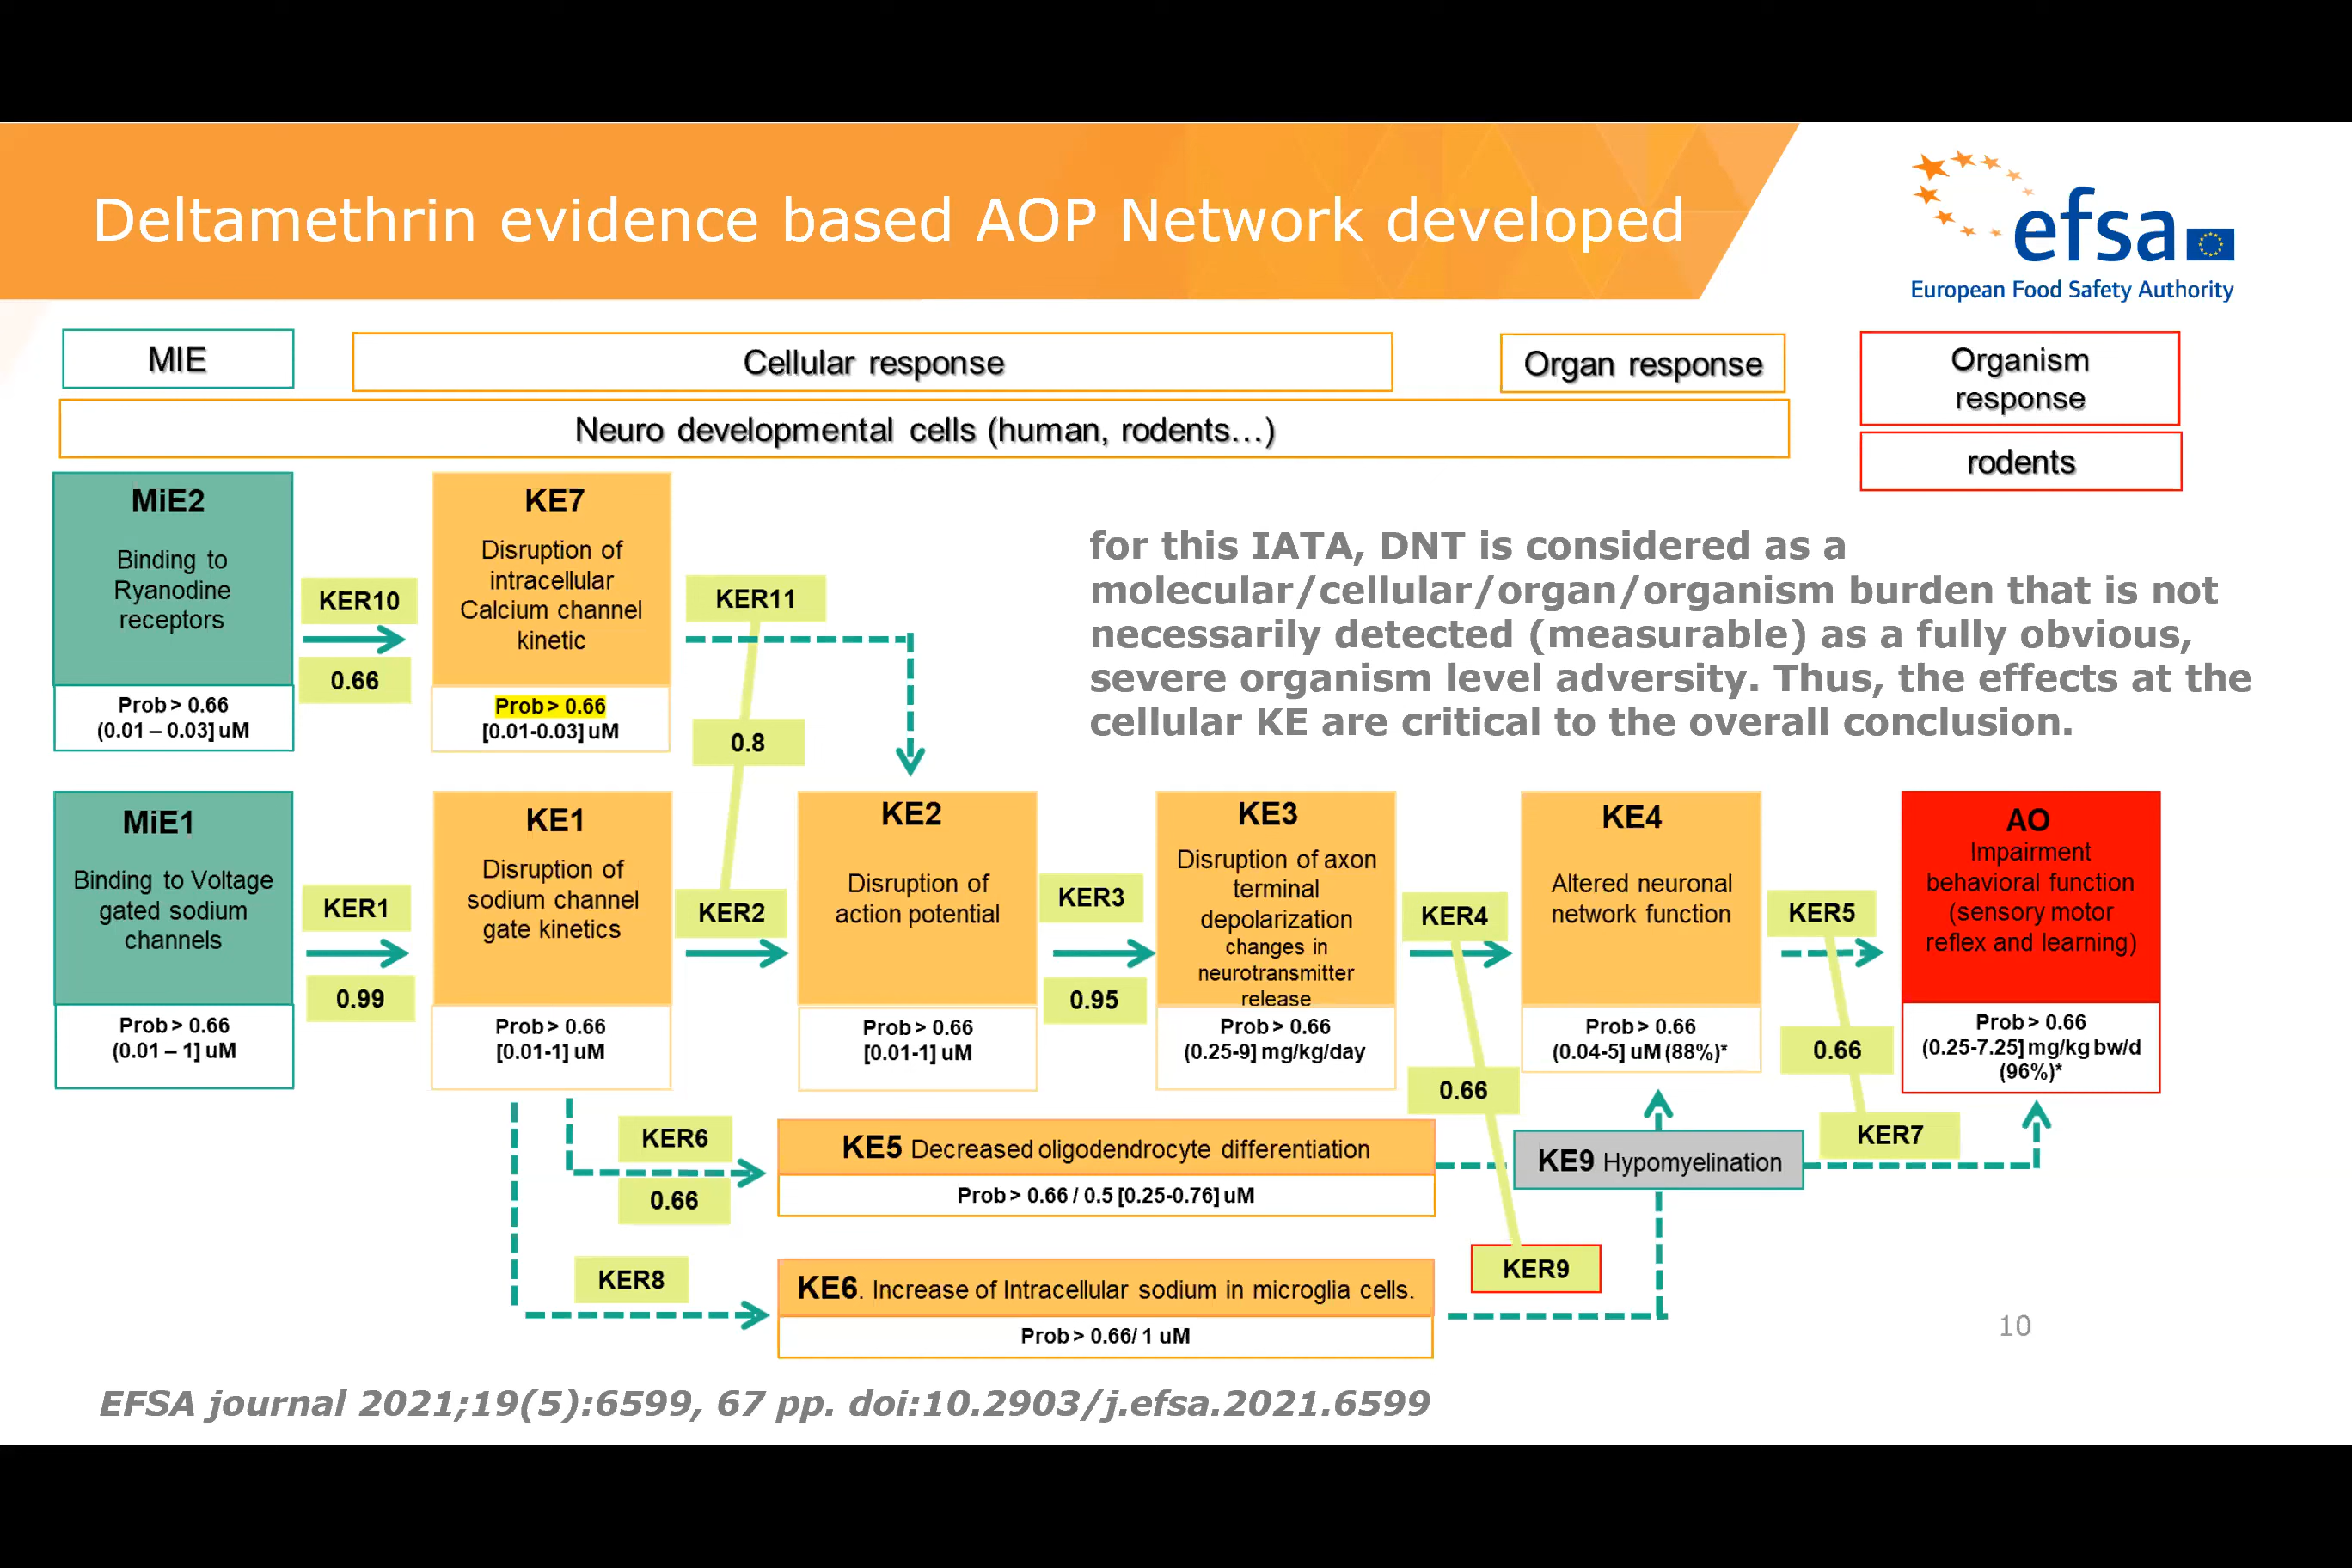 Deltamethrin evidence based AOP Network developed
efsa
European Food Safety Authority
MIE
Cellular response
Organ response
Organism
response
Neuro developmental cells (human, rodents...)
rodents
MiE2
Binding to
Ryanodine
receptors
Prob > 0.66
(0.01 – 0.03] uM
KER10
0.66
KE7
Disruption of
intracellular
Calcium channel
kinetic
Prob > 0.66
[0.01-0.03] uM
KER11
0.8
for this IATA, DNT is considered as a
molecular/cellular/organ/organism burden that is not
necessarily detected (measurable) as a fully obvious,
severe organism level adversity. Thus, the effects at the
cellular KE are critical to the overall conclusion.
MiE1
Binding to Voltage
gated sodium
channels
Prob > 0.66
(0.01 – 1] uM
KER1
0.99
KE1
Disruption of
sodium channel
gate kinetics
Prob > 0.66
[0.01-1] uM
KER2
KE2
Disruption of
action potential
Prob > 0.66
[0.01-1] uM
KER3
0.95
KE3
Disruption of axon
terminal
depolarization
changes in
neurotransmitter
release
Prob > 0.66
(0.25-9] mg/kg/day
KER4
0.66
KE4
Altered neuronal
network function
Prob > 0.66
(0.04-5] uM (88%)*
KER5
0.66
AO
Impairment
behavioral function
(sensory motor
reflex and learning)
Prob > 0.66
(0.25-7.25] mg/kg bw/d
(96%)*
KER6
0.66
KE5 Decreased oligodendrocyte differentiation
Prob > 0.66 / 0.5 [0.25-0.76] uM
KE9 Hypomyelination
KER7
KER8
KE6. Increase of Intracellular sodium in microglia cells.
Prob > 0.66/ 1 uM
KER9
10
EFSA journal 2021;19(5):6599, 67 pp. doi:10.2903/j.efsa.2021.6599